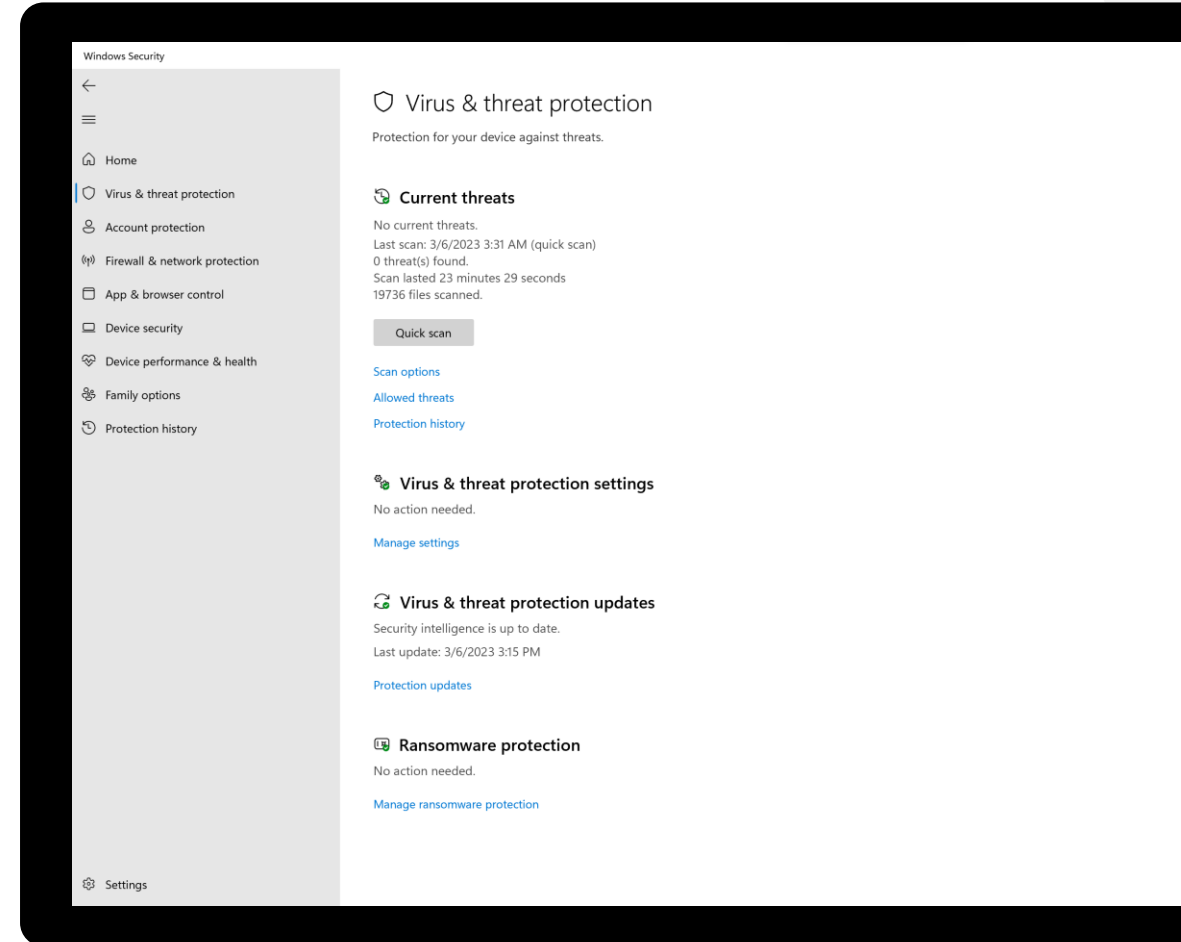 Windows Security
Home
Virus & threat protection
Account protection
Firewall & network protection
App & browser control
Device security
Device performance & health
Family options
Protection history
Settings
Virus & threat protection
Protection for your device against threats.
Current threats
No current threats.
Last scan: 3/6/2023 3:31 AM (quick scan)
0 threat(s) found.
Scan lasted 23 minutes 29 seconds
19736 files scanned.
Quick scan
Scan options
Allowed threats
Protection history
Virus & threat protection settings
No action needed.
Manage settings
Virus & threat protection updates
Security intelligence is up to date.
Last update: 3/6/2023 3:15 PM
Protection updates
Ransomware protection
No action needed.
Manage ransomware protection